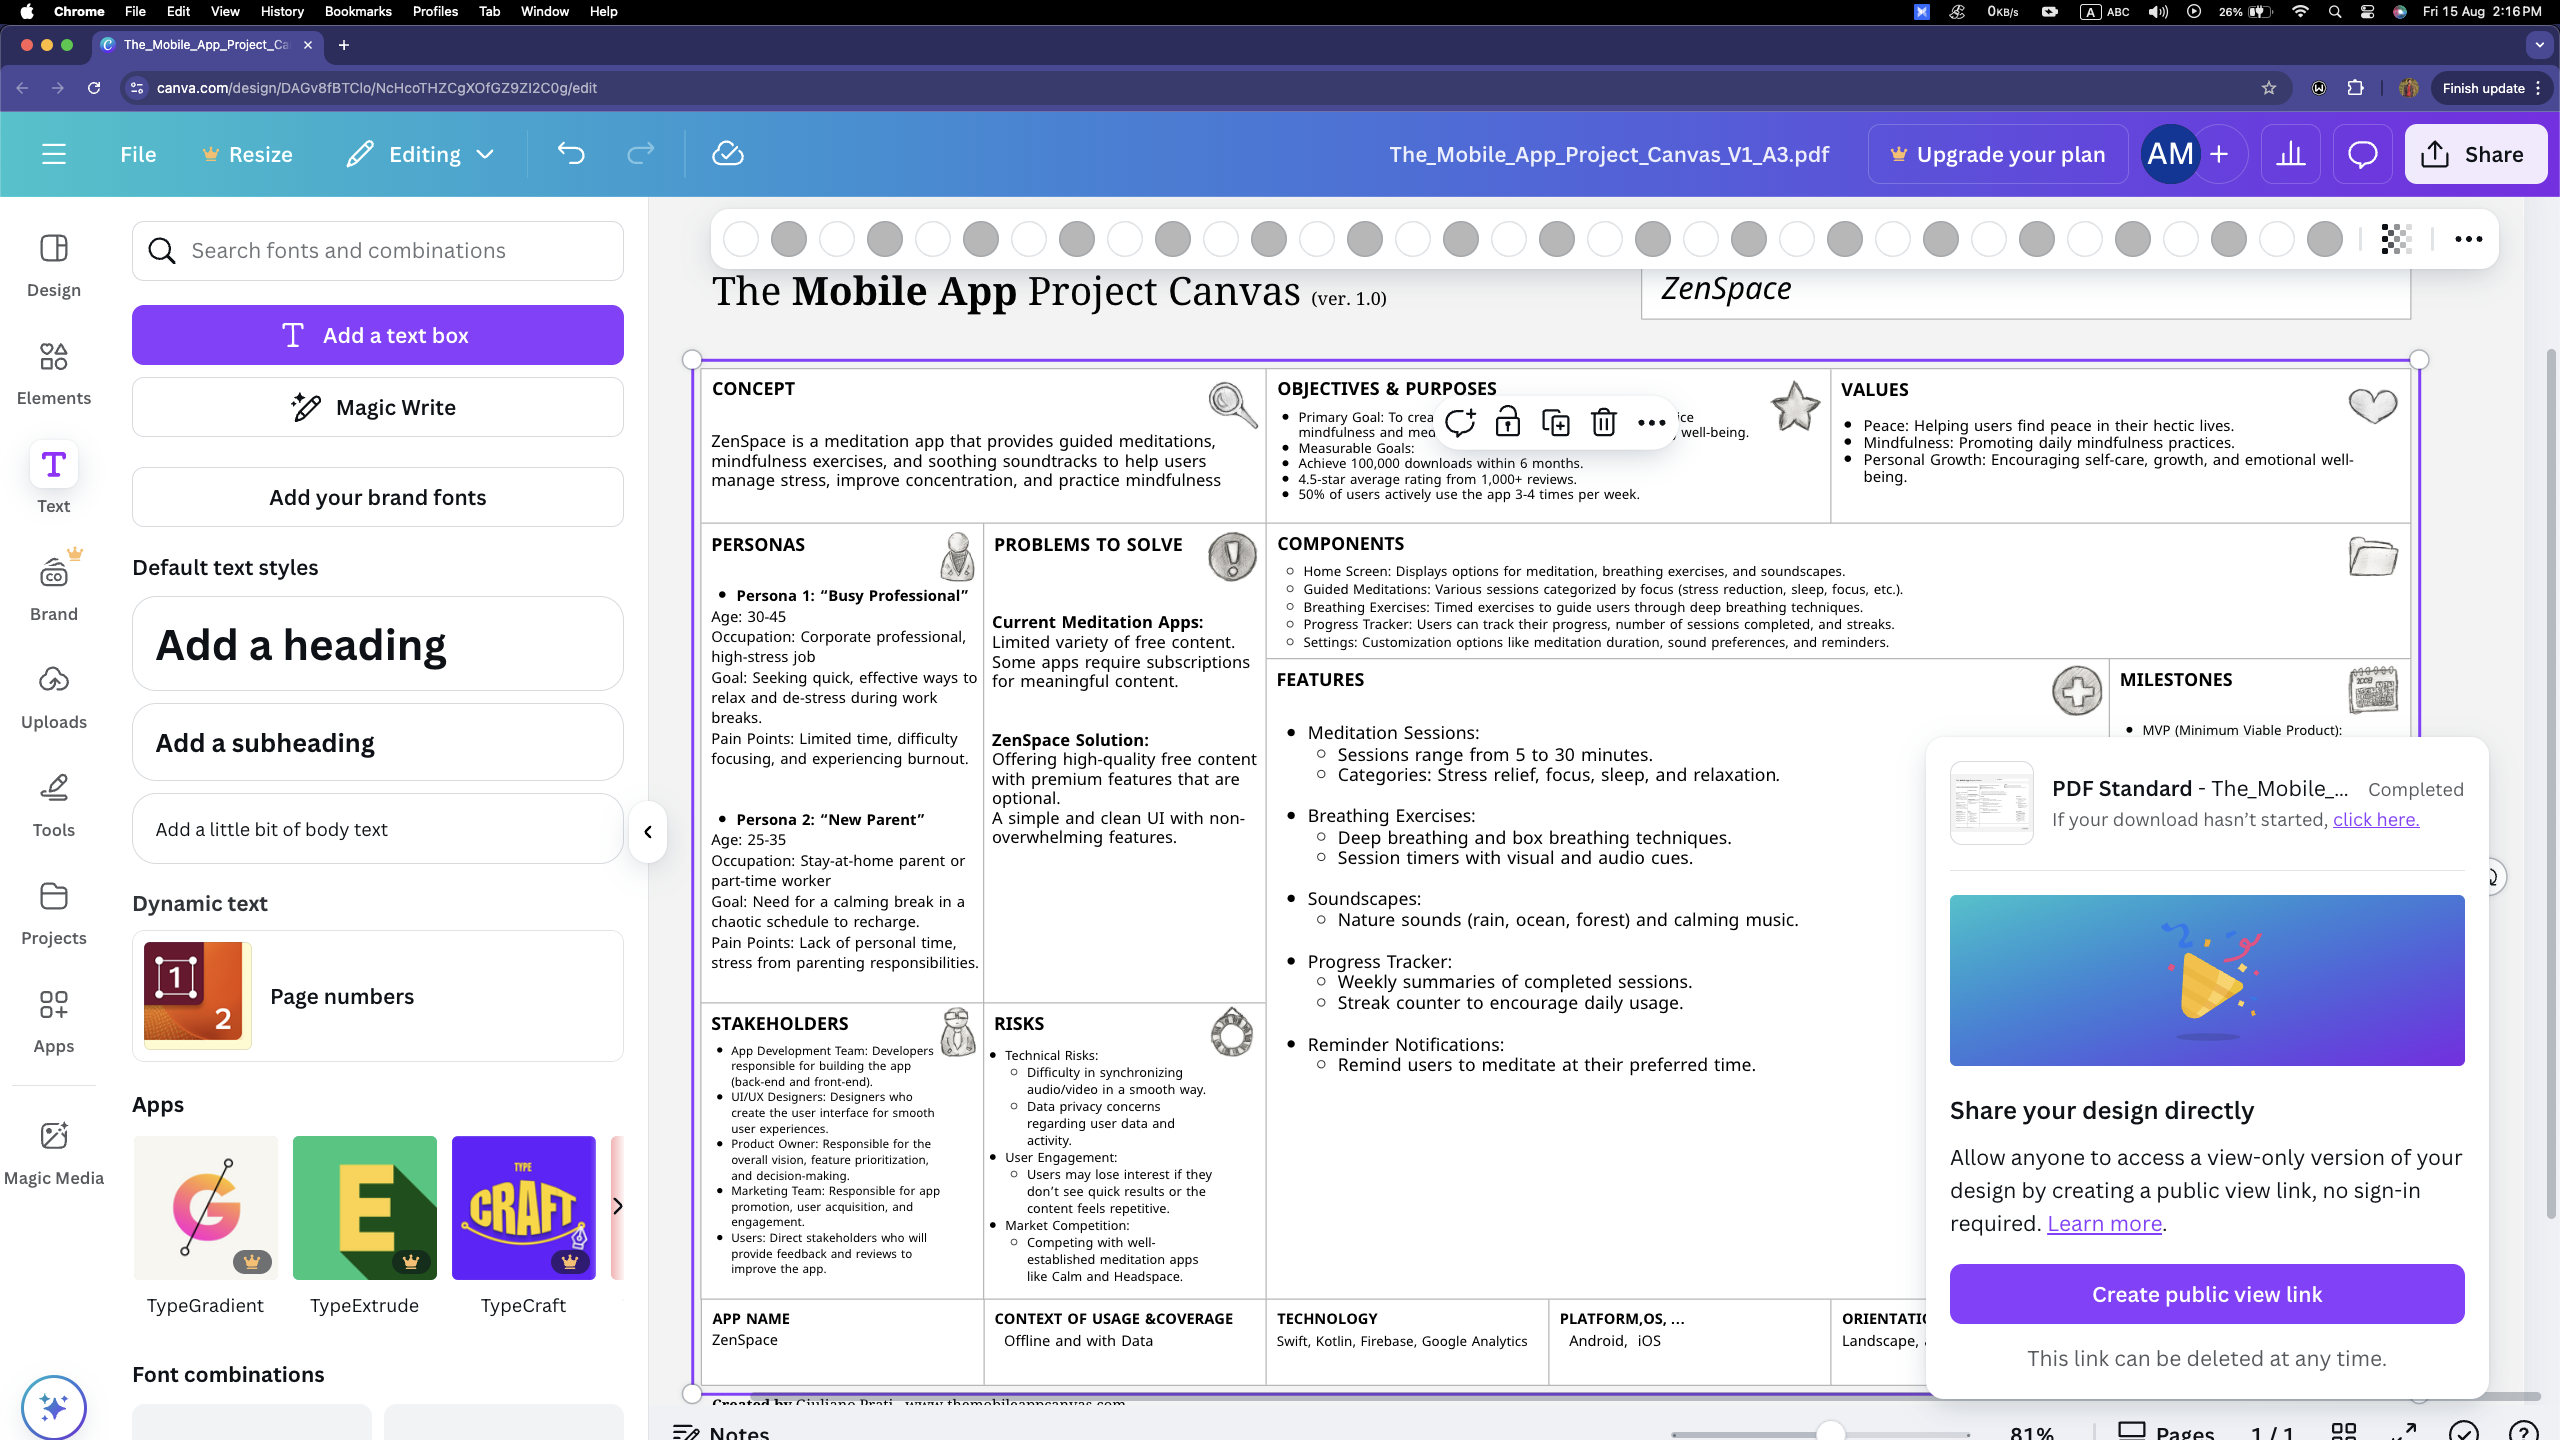 Chrome File Edit View History Bookmarks Profiles Tab Window Help
0KB/s A ABC 26% Fri 15 Aug 2:16PM
The_Mobile_App_Project_Ca
canva.com/design/DAGv8fBTClo/NcHcoTHZCgXOfGZ9ZI2C0g/edit
Finish update
File Resize Editing
The_Mobile_App_Project_Canvas_V1_A3.pdf
Upgrade your plan
AM
Share
Design
Elements
Text
Brand
Uploads
Tools
Projects
Apps
Magic Media
Search fonts and combinations
Add a text box
Magic Write
Add your brand fonts
Default text styles
Add a heading
Add a subheading
Add a little bit of body text
Dynamic text
1
2
Page numbers
Apps
G
E
TYPE
CRAFT
TypeGradient
TypeExtrude
TypeCraft
Font combinations
The Mobile App Project Canvas (ver. 1.0)
ZenSpace
CONCEPT
ZenSpace is a meditation app that provides guided meditations,
mindfulness exercises, and soothing soundtracks to help users
manage stress, improve concentration, and practice mindfulness
OBJECTIVES & PURPOSES
Primary Goal: To crea
ice
mindfulness and med
well-being.
Measurable Goals:
Achieve 100,000 downloads within 6 months.
4.5-star average rating from 1,000+ reviews.
50% of users actively use the app 3-4 times per week.
VALUES
Peace: Helping users find peace in their hectic lives.
Mindfulness: Promoting daily mindfulness practices.
Personal Growth: Encouraging self-care, growth, and emotional well-
being.
PERSONAS
Persona 1: “Busy Professional”
Age: 30-45
Occupation: Corporate professional,
high-stress job
Goal: Seeking quick, effective ways to
relax and de-stress during work
breaks.
Pain Points: Limited time, difficulty
focusing, and experiencing burnout.
Persona 2: “New Parent”
Age: 25-35
Occupation: Stay-at-home parent or
part-time worker
Goal: Need for a calming break in a
chaotic schedule to recharge.
Pain Points: Lack of personal time,
stress from parenting responsibilities.
PROBLEMS TO SOLVE
Current Meditation Apps:
Limited variety of free content.
Some apps require subscriptions
for meaningful content.
ZenSpace Solution:
Offering high-quality free content
with premium features that are
optional.
A simple and clean UI with non-
overwhelming features.
COMPONENTS
Home Screen: Displays options for meditation, breathing exercises, and soundscapes.
Guided Meditations: Various sessions categorized by focus (stress reduction, sleep, focus, etc.).
Breathing Exercises: Timed exercises to guide users through deep breathing techniques.
Progress Tracker: Users can track their progress, number of sessions completed, and streaks.
Settings: Customization options like meditation duration, sound preferences, and reminders.
FEATURES
Meditation Sessions:
Sessions range from 5 to 30 minutes.
Categories: Stress relief, focus, sleep, and relaxation.
Breathing Exercises:
Deep breathing and box breathing techniques.
Session timers with visual and audio cues.
Soundscapes:
Nature sounds (rain, ocean, forest) and calming music.
Progress Tracker:
Weekly summaries of completed sessions.
Streak counter to encourage daily usage.
Reminder Notifications:
Remind users to meditate at their preferred time.
MILESTONES
MVP (Minimum Viable Product):
STAKEHOLDERS
App Development Team: Developers
responsible for building the app
(back-end and front-end).
UI/UX Designers: Designers who
create the user interface for smooth
user experiences.
Product Owner: Responsible for the
overall vision, feature prioritization,
and decision-making.
Marketing Team: Responsible for app
promotion, user acquisition, and
engagement.
Users: Direct stakeholders who will
provide feedback and reviews to
improve the app.
RISKS
Technical Risks:
Difficulty in synchronizing
audio/video in a smooth way.
Data privacy concerns
regarding user data and
activity.
User Engagement:
Users may lose interest if they
don’t see quick results or the
content feels repetitive.
Market Competition:
Competing with well-
established meditation apps
like Calm and Headspace.
APP NAME
ZenSpace
CONTEXT OF USAGE &COVERAGE
Offline and with Data
TECHNOLOGY
Swift, Kotlin, Firebase, Google Analytics
PLATFORM,OS, ...
Android, iOS
ORIENTATIO
Landscape,
Created by Giuliano Prati - www.themobileappcanvas.com
PDF Standard - The_Mobile_... Completed
If your download hasn’t started, click here.
Share your design directly
Allow anyone to access a view-only version of your
design by creating a public view link, no sign-in
required. Learn more.
Create public view link
This link can be deleted at any time.
Notes
81%
Pages 1 / 1